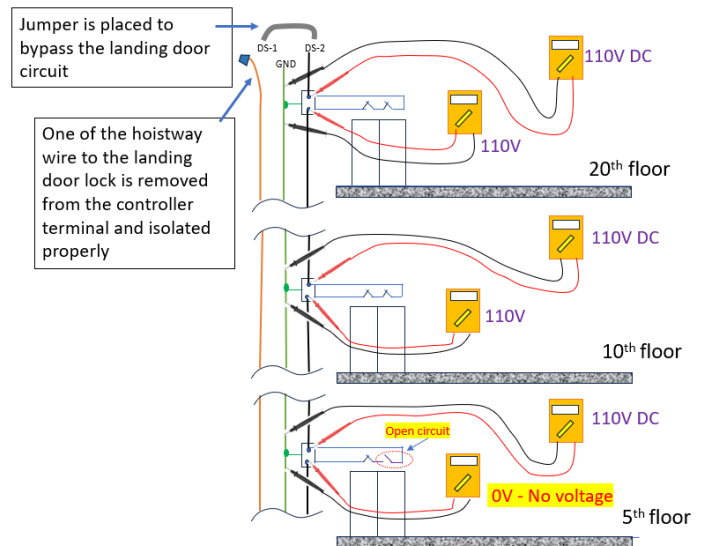 Jumper is placed to
bypass the landing door
circuit
DS-1
DS-2
GND
110V DC
One of the hoistway
wire to the landing
door lock is removed
from the controller
terminal and isolated
properly
110V
20th floor
110V DC
110V
10th floor
110V DC
Open circuit
0V - No voltage
5th floor